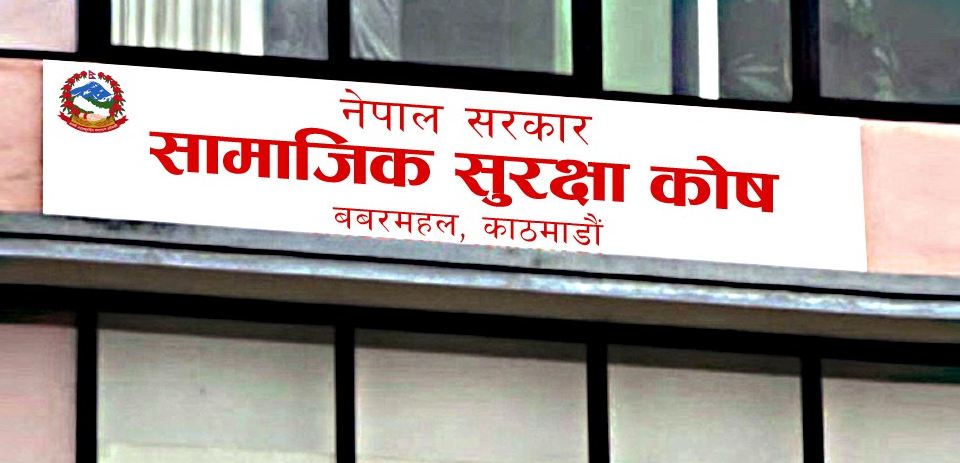 नेपाल सरकार
सामाजिक सुरक्षा कोष
बबरमहल, काठमाडौं